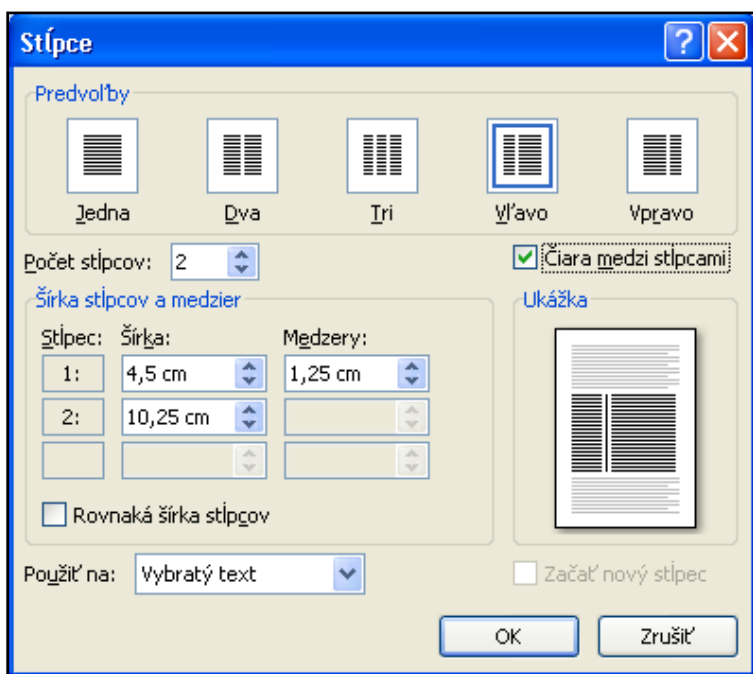 Stĺpce
Predvoľby
Jedna Dva Tri Vľavo Vpravo
Počet stĺpcov: 2 Čiara medzi stĺpcami
Šírka stĺpcov a medzier Ukážka
Stĺpec: Šírka: Medzery:
1: 4,5 cm 1,25 cm
2: 10,25 cm
Rovnaká šírka stĺpcov
Použiť na: Vybratý text Začať nový stĺpec
OK Zrušiť